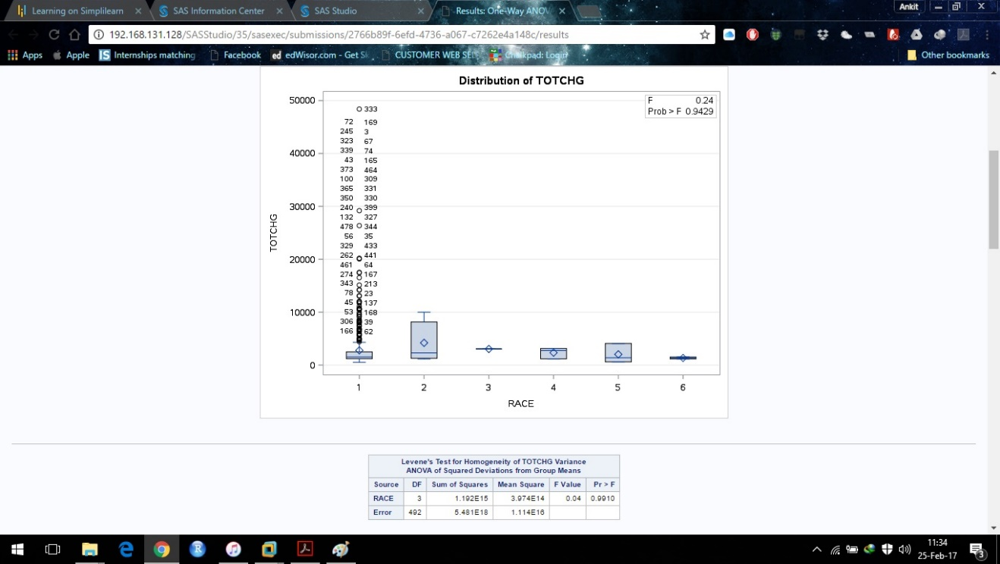 Learning on Simplilearn
SAS Information Center
SAS Studio
Results: One-Way ANOV
Ankit
192.168.131.128/SASStudio/35/sasexec/submissions/2766b89f-6efd-4736-a067-c7262e4a148c/results
Apps
Apple
Internships matching
Facebook
edWisor.com - Get Sk
CUSTOMER WEB SEL
Chalkpad: Login
Other bookmarks
Distribution of TOTCHG
F 0.24
Prob > F 0.9429
TOTCHG
50000
40000
30000
20000
10000
0
333
72 169
245 3
323 67
339 74
43 165
373 464
100 309
365 331
350 330
240 399
132 327
478 344
56 35
329 433
262 441
461 64
274 167
343 213
78 23
45 137
53 168
306 39
166 62
1 2 3 4 5 6
RACE
Levene's Test for Homogeneity of TOTCHG Variance
ANOVA of Squared Deviations from Group Means
Source DF Sum of Squares Mean Square F Value Pr > F
RACE 3 1.192E15 3.974E14 0.04 0.9910
Error 492 5.481E18 1.114E16
11:34
25-Feb-17
3